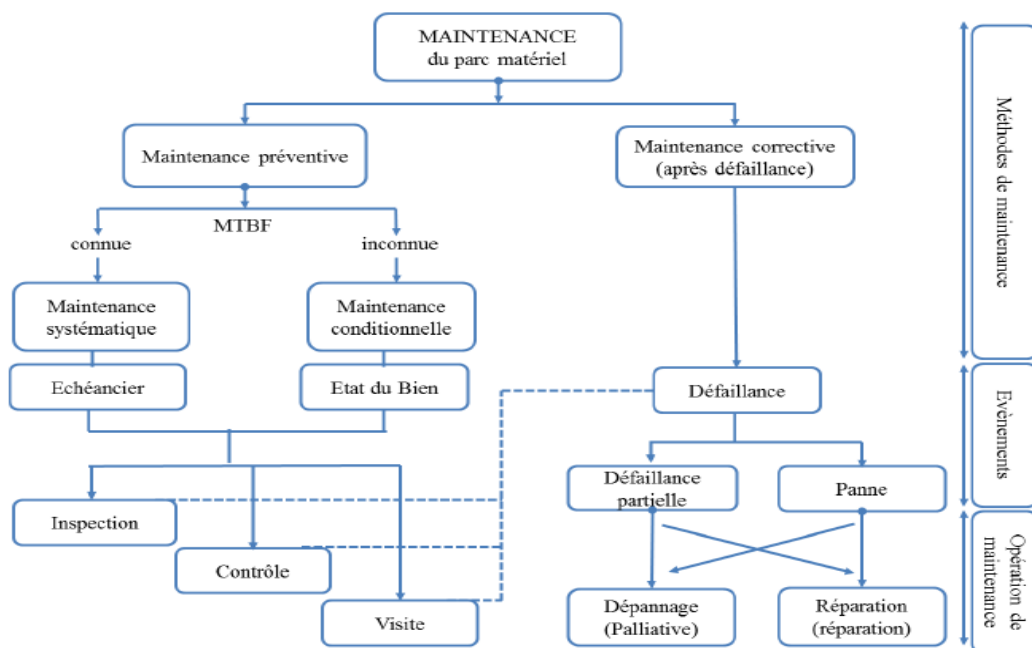 MAINTENANCE
du parc matériel
Maintenance préventive
Maintenance corrective
(après défaillance)
MTBF
connue
inconnue
Maintenance
systématique
Maintenance
conditionnelle
Echéancier
Etat du Bien
Défaillance
Défaillance
partielle
Panne
Inspection
Contrôle
Visite
Dépannage
(Palliative)
Réparation
(réparation)
Méthodes de maintenance
Evènements
Opération de
maintenance